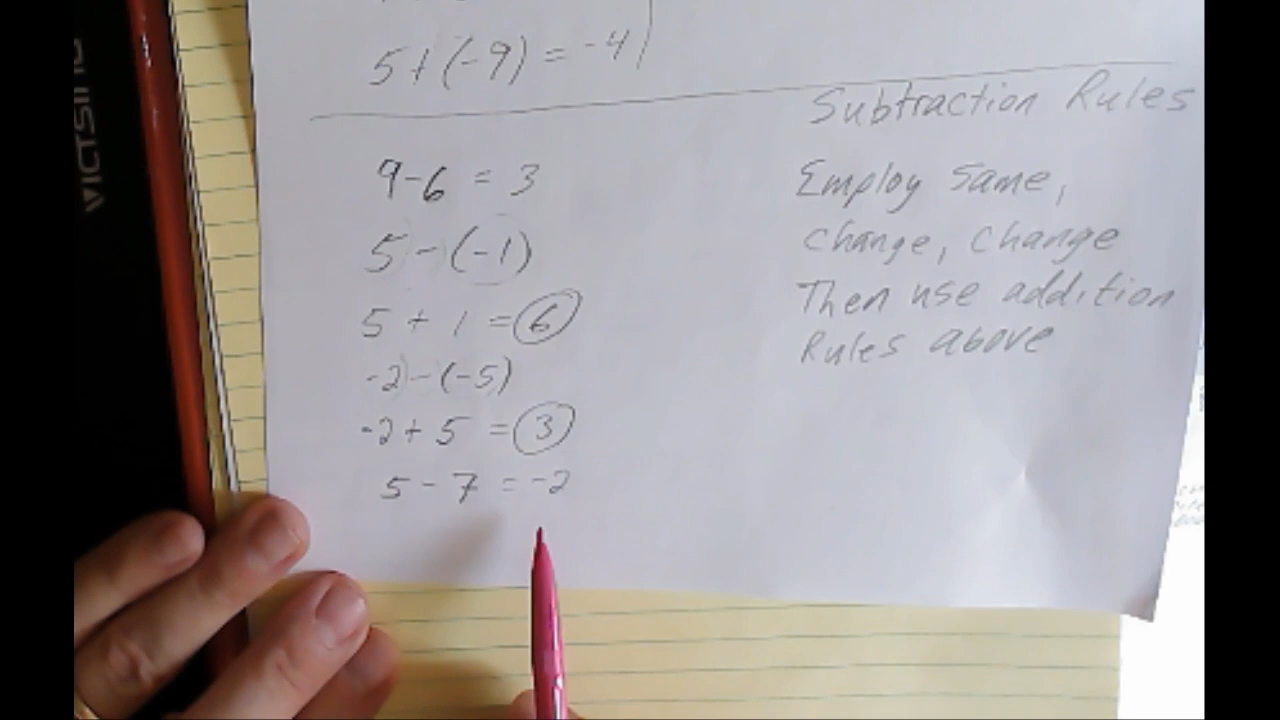 5+(-9) = -4
Subtraction Rules
9-6 = 3
5-(-1)
5 + 1 = 6
-2-(-5)
-2+ 5 = 3
5 - 7 = -2
Employ same,
change, change
Then use addition
Rules above
VICTSING